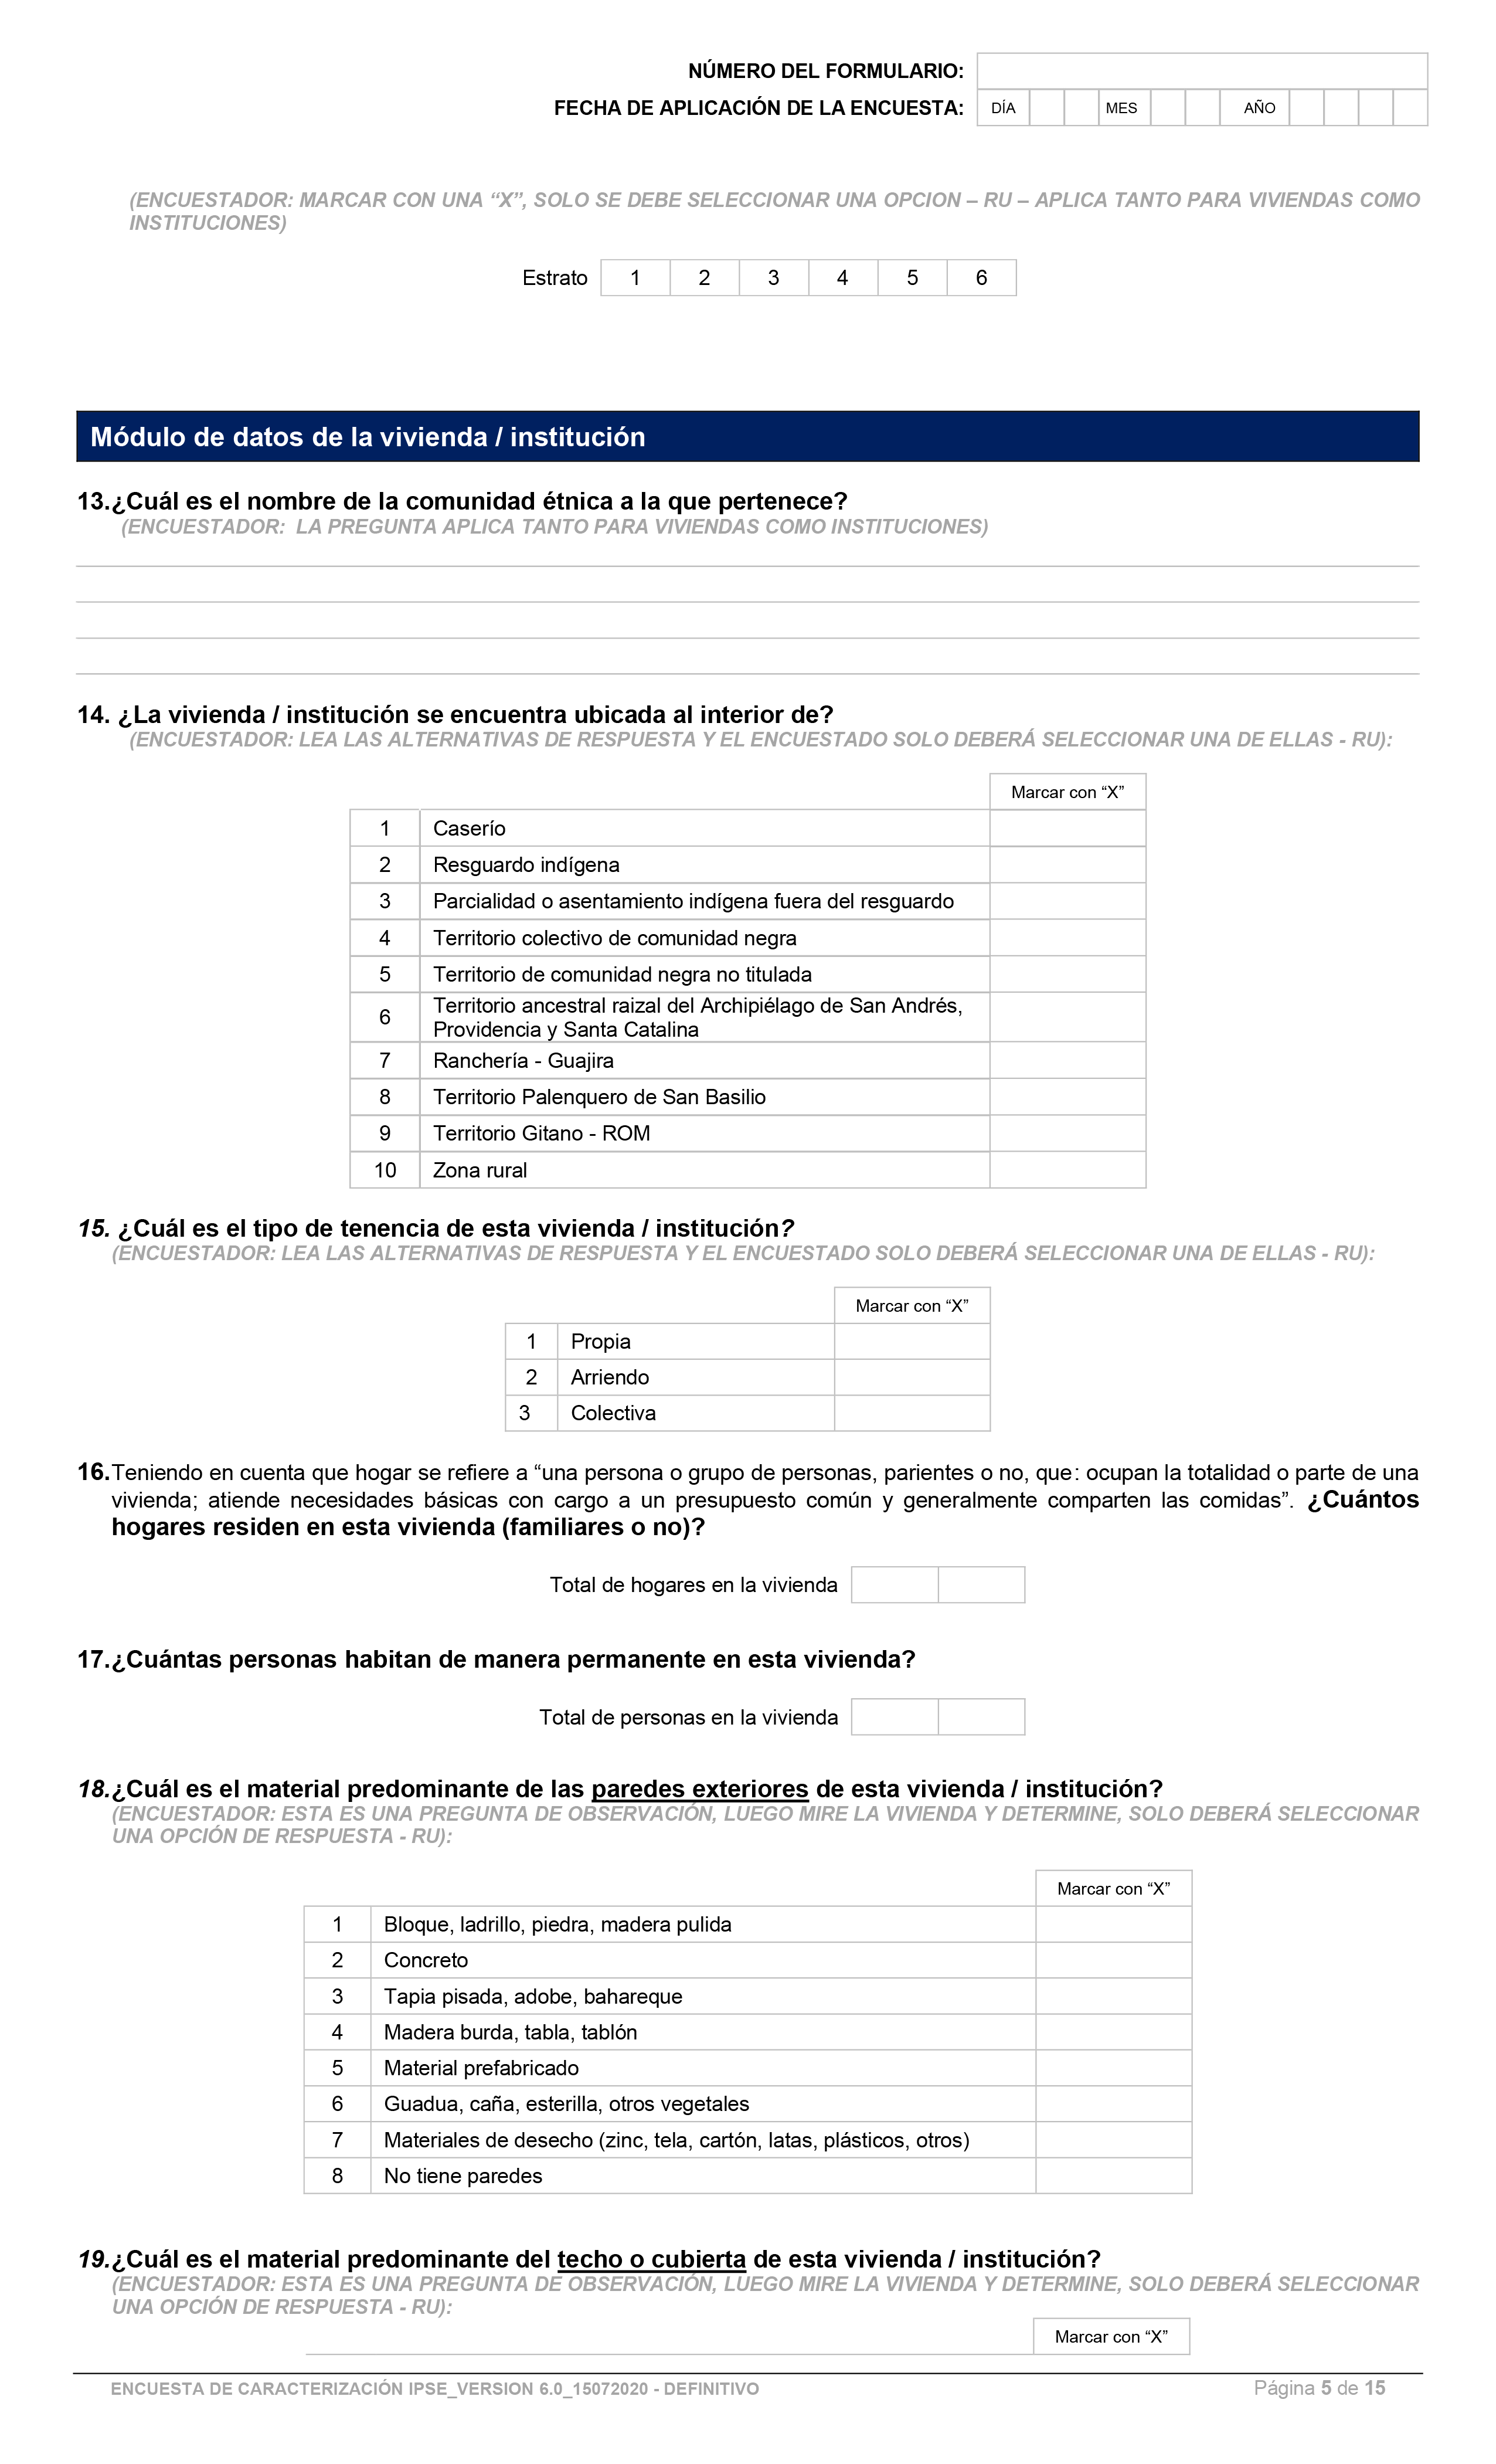 NÚMERO DEL FORMULARIO:
FECHA DE APLICACIÓN DE LA ENCUESTA: DÍA MES AÑO
(ENCUESTADOR: MARCAR CON UNA “X”, SOLO SE DEBE SELECCIONAR UNA OPCION – RU – APLICA TANTO PARA VIVIENDAS COMO
INSTITUCIONES)
Estrato 1 2 3 4 5 6
Módulo de datos de la vivienda / institución
13.¿Cuál es el nombre de la comunidad étnica a la que pertenece?
(ENCUESTADOR: LA PREGUNTA APLICA TANTO PARA VIVIENDAS COMO INSTITUCIONES)
14. ¿La vivienda / institución se encuentra ubicada al interior de?
(ENCUESTADOR: LEA LAS ALTERNATIVAS DE RESPUESTA Y EL ENCUESTADO SOLO DEBERÁ SELECCIONAR UNA DE ELLAS - RU):
Marcar con “X”
1 Caserío
2 Resguardo indígena
3 Parcialidad o asentamiento indígena fuera del resguardo
4 Territorio colectivo de comunidad negra
5 Territorio de comunidad negra no titulada
6 Territorio ancestral raizal del Archipiélago de San Andrés,
Providencia y Santa Catalina
7 Ranchería - Guajira
8 Territorio Palenquero de San Basilio
9 Territorio Gitano - ROM
10 Zona rural
15. ¿Cuál es el tipo de tenencia de esta vivienda / institución?
(ENCUESTADOR: LEA LAS ALTERNATIVAS DE RESPUESTA Y EL ENCUESTADO SOLO DEBERÁ SELECCIONAR UNA DE ELLAS - RU):
Marcar con “X”
1 Propia
2 Arriendo
3 Colectiva
16.Teniendo en cuenta que hogar se refiere a “una persona o grupo de personas, parientes o no, que: ocupan la totalidad o parte de una
vivienda; atiende necesidades básicas con cargo a un presupuesto común y generalmente comparten las comidas”. ¿Cuántos
hogares residen en esta vivienda (familiares o no)?
Total de hogares en la vivienda
17.¿Cuántas personas habitan de manera permanente en esta vivienda?
Total de personas en la vivienda
18.¿Cuál es el material predominante de las paredes exteriores de esta vivienda / institución?
(ENCUESTADOR: ESTA ES UNA PREGUNTA DE OBSERVACIÓN, LUEGO MIRE LA VIVIENDA Y DETERMINE, SOLO DEBERÁ SELECCIONAR
UNA OPCIÓN DE RESPUESTA - RU):
Marcar con “X”
1 Bloque, ladrillo, piedra, madera pulida
2 Concreto
3 Tapia pisada, adobe, bahareque
4 Madera burda, tabla, tablón
5 Material prefabricado
6 Guadua, caña, esterilla, otros vegetales
7 Materiales de desecho (zinc, tela, cartón, latas, plásticos, otros)
8 No tiene paredes
19.¿Cuál es el material predominante del techo o cubierta de esta vivienda / institución?
(ENCUESTADOR: ESTA ES UNA PREGUNTA DE OBSERVACIÓN, LUEGO MIRE LA VIVIENDA Y DETERMINE, SOLO DEBERÁ SELECCIONAR
UNA OPCIÓN DE RESPUESTA - RU):
Marcar con “X”
ENCUESTA DE CARACTERIZACIÓN IPSE_VERSION 6.0_15072020 - DEFINITIVO Página 5 de 15